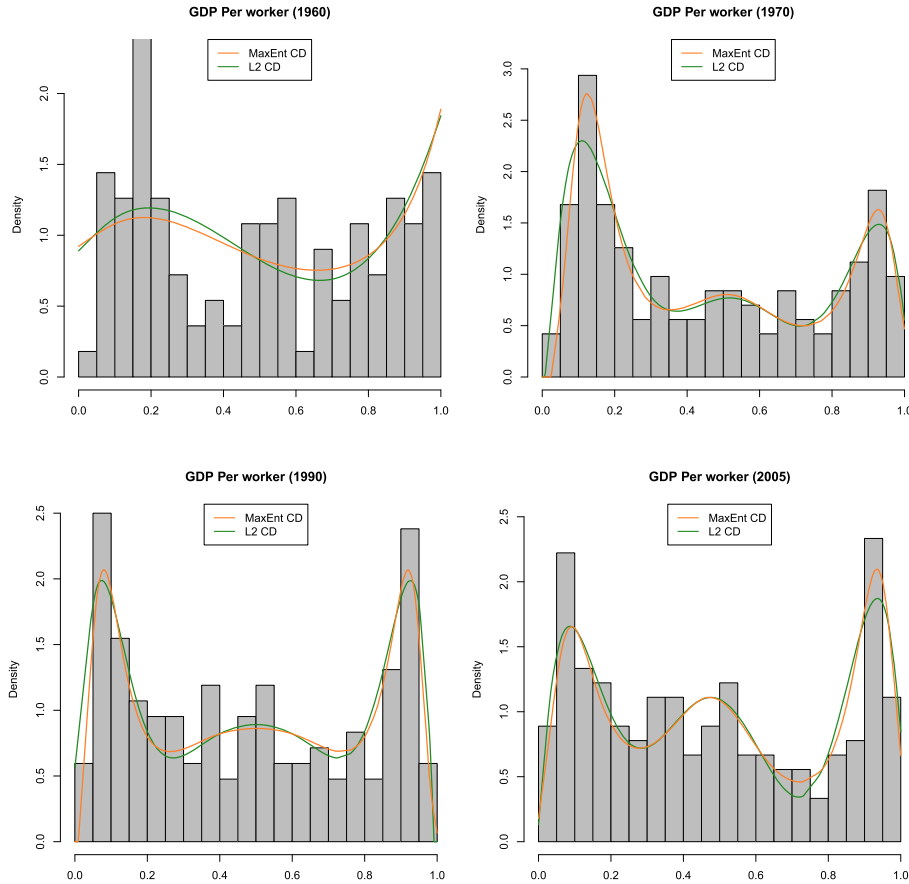 GDP Per worker (1960)
MaxEnt CD
L2 CD
Density
0.0 0.5 1.0 1.5 2.0
0.0 0.2 0.4 0.6 0.8 1.0
GDP Per worker (1970)
MaxEnt CD
L2 CD
Density
0.0 0.5 1.0 1.5 2.0 2.5 3.0
0.0 0.2 0.4 0.6 0.8 1.0
GDP Per worker (1990)
MaxEnt CD
L2 CD
Density
0.0 0.5 1.0 1.5 2.0 2.5
0.0 0.2 0.4 0.6 0.8 1.0
GDP Per worker (2005)
MaxEnt CD
L2 CD
Density
0.0 0.5 1.0 1.5 2.0 2.5
0.0 0.2 0.4 0.6 0.8 1.0